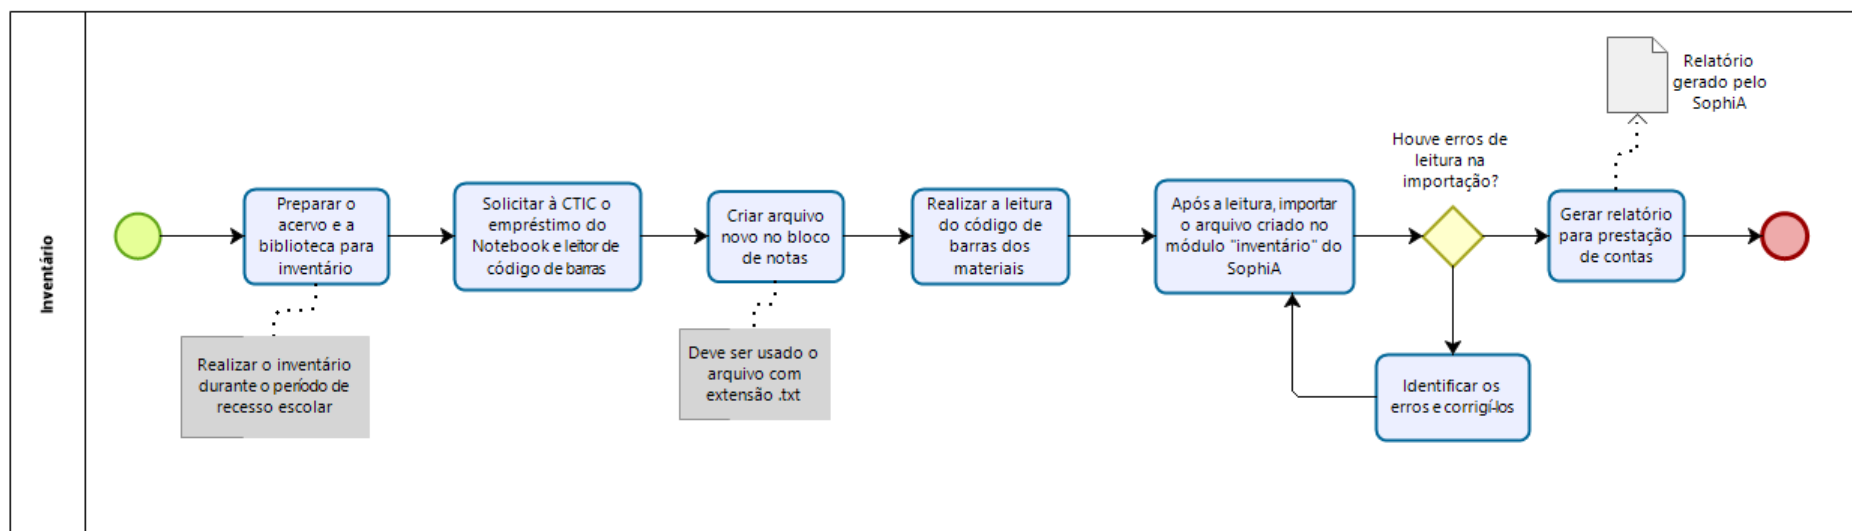 Inventário
Preparar o
acervo e a
biblioteca para
inventário
Realizar o inventário
durante o período de
recesso escolar
Solicitar à CTIC o
empréstimo do
Notebook e leitor de
código de barras
Criar arquivo
novo no bloco
de notas
Deve ser usado o
arquivo com
extensão .txt
Realizar a leitura
do código de
barras dos
materiais
Após a leitura, importar
o arquivo criado no
módulo "inventário" do
SophiA
Houve erros de
leitura na
importação?
Identificar os
erros e corrigí-los
Gerar relatório
para prestação
de contas
Relatório
gerado pelo
SophiA